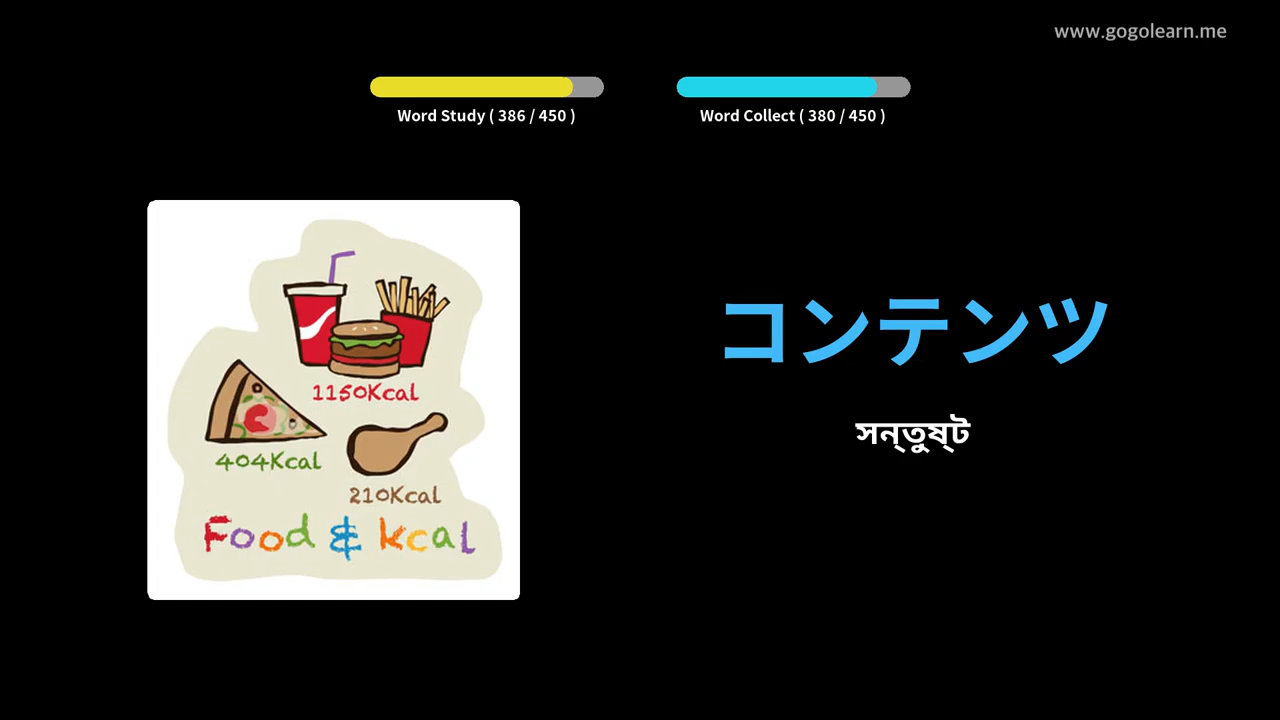 www.gogolearn.me
Word Study ( 386 / 450 )
Word Collect ( 380 / 450 )
1150Kcal
404Kcal
210Kcal
Food & kcal
コンテンツ
সন্তুষ্ট